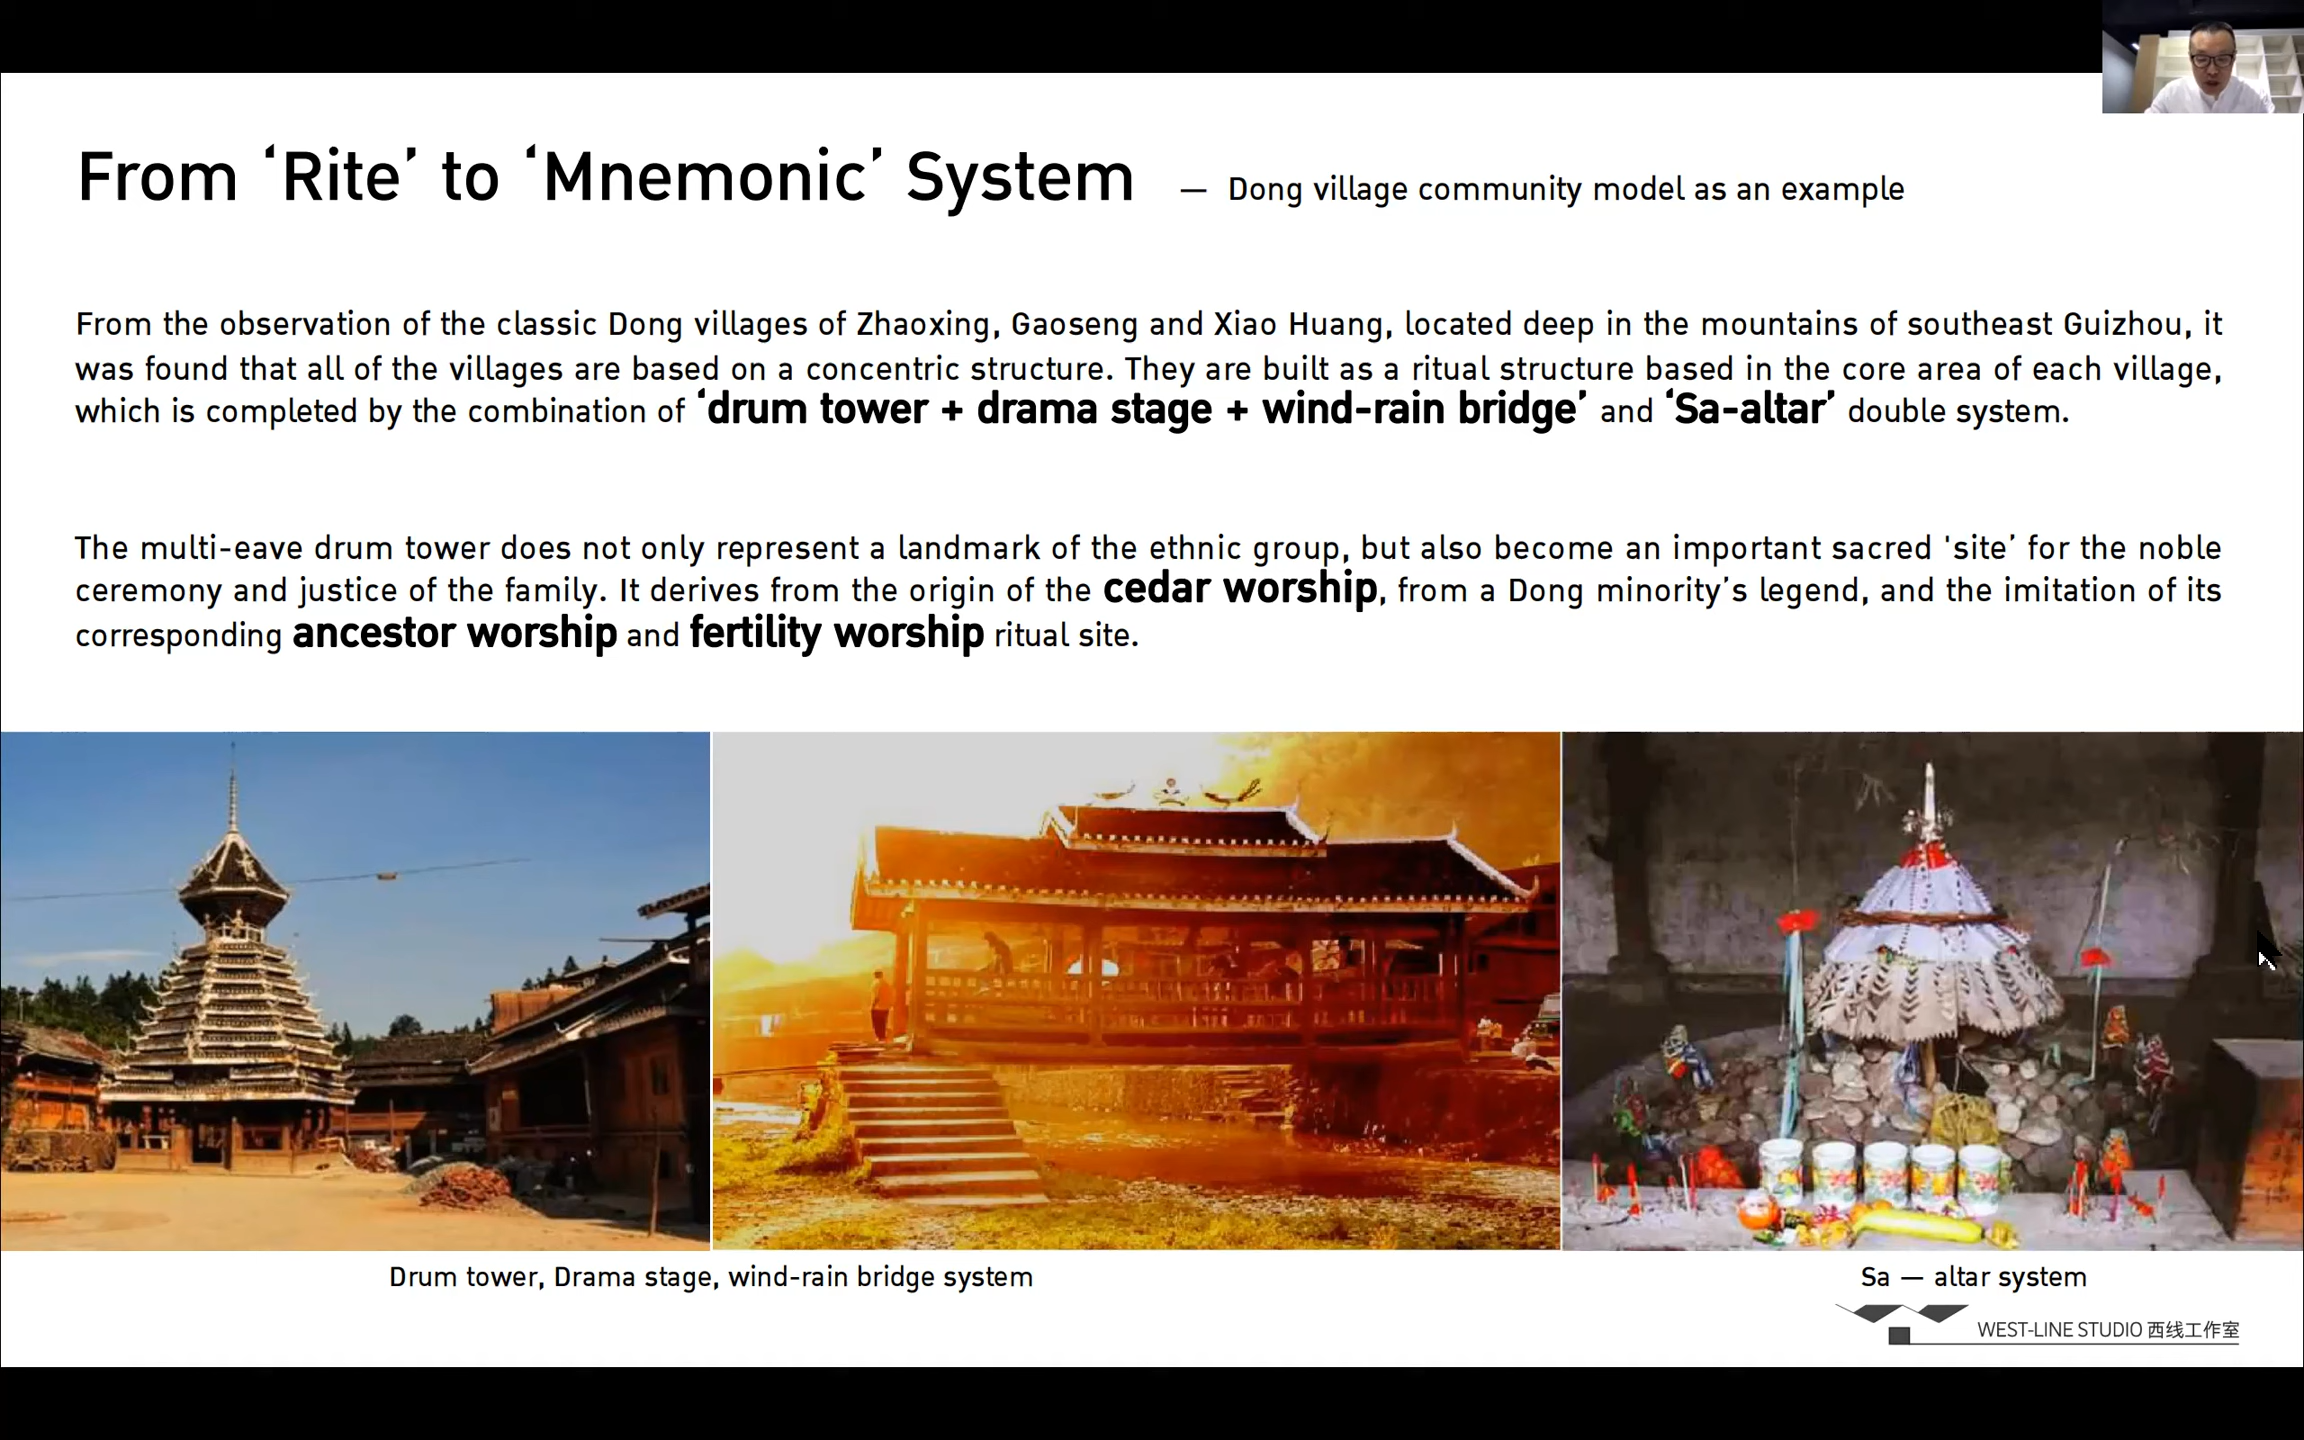 From ‘Rite’ to ‘Mnemonic’ System — Dong village community model as an example
From the observation of the classic Dong villages of Zhaoxing, Gaoseng and Xiao Huang, located deep in the mountains of southeast Guizhou, it
was found that all of the villages are based on a concentric structure. They are built as a ritual structure based in the core area of each village,
which is completed by the combination of ‘drum tower + drama stage + wind-rain bridge’ and ‘Sa-altar’ double system.
The multi-eave drum tower does not only represent a landmark of the ethnic group, but also become an important sacred 'site’ for the noble
ceremony and justice of the family. It derives from the origin of the cedar worship, from a Dong minority’s legend, and the imitation of its
corresponding ancestor worship and fertility worship ritual site.
Drum tower, Drama stage, wind-rain bridge system
Sa — altar system
WEST-LINE STUDIO 西线工作室